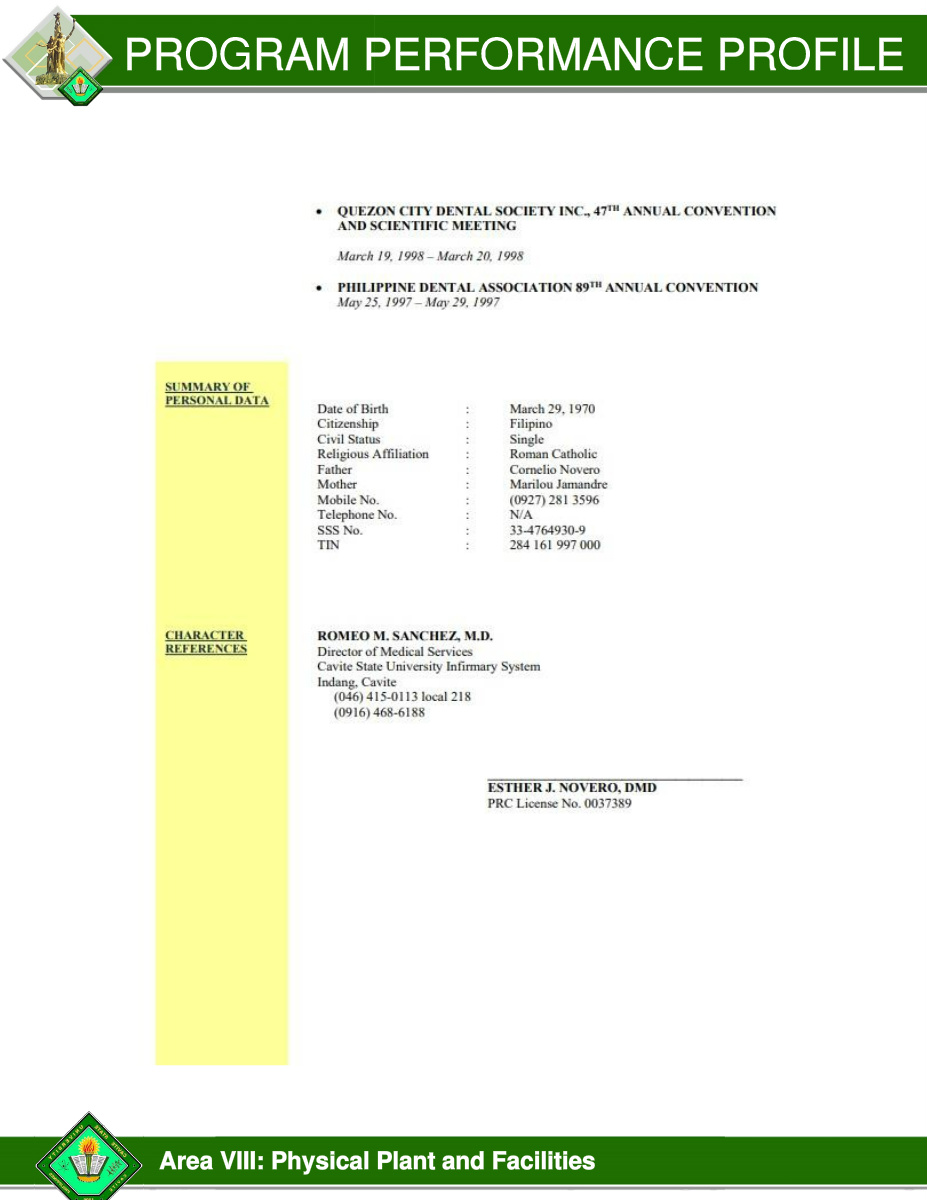 PROGRAM PERFORMANCE PROFILE
• QUEZON CITY DENTAL SOCIETY INC., 47TH ANNUAL CONVENTION
AND SCIENTIFIC MEETING
March 19, 1998 – March 20, 1998
• PHILIPPINE DENTAL ASSOCIATION 89TH ANNUAL CONVENTION
May 25, 1997 – May 29, 1997
SUMMARY OF
PERSONAL DATA
Date of Birth : March 29, 1970
Citizenship : Filipino
Civil Status : Single
Religious Affiliation : Roman Catholic
Father : Cornelio Novero
Mother : Marilou Jamandre
Mobile No. : (0927) 281 3596
Telephone No. : N/A
SSS No. : 33-4764930-9
TIN : 284 161 997 000
CHARACTER
REFERENCES
ROMEO M. SANCHEZ, M.D.
Director of Medical Services
Cavite State University Infirmary System
Indang, Cavite
(046) 415-0113 local 218
(0916) 468-6188
ESTHER J. NOVERO, DMD
PRC License No. 0037389
Area VIII: Physical Plant and Facilities